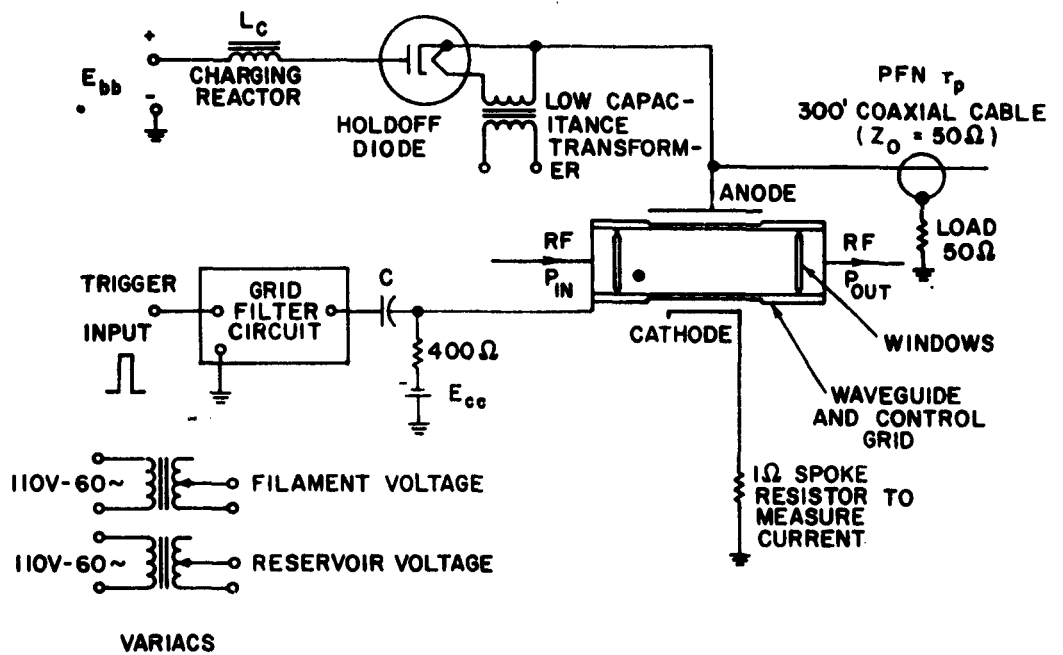 L_C
+
E_bb
-
CHARGING
REACTOR
HOLDOFF
DIODE
LOW CAPAC-
ITANCE
TRANSFORM-
ER
PFN τ_p
300' COAXIAL CABLE
(Z_O = 50Ω)
ANODE
LOAD
50Ω
RF
P_IN
RF
P_OUT
TRIGGER
INPUT
GRID
FILTER
CIRCUIT
C
400Ω
-
E_cc
CATHODE
WINDOWS
WAVEGUIDE
AND CONTROL
GRID
1Ω SPOKE
RESISTOR TO
MEASURE
CURRENT
110V-60~
FILAMENT VOLTAGE
110V-60~
RESERVOIR VOLTAGE
VARIACS